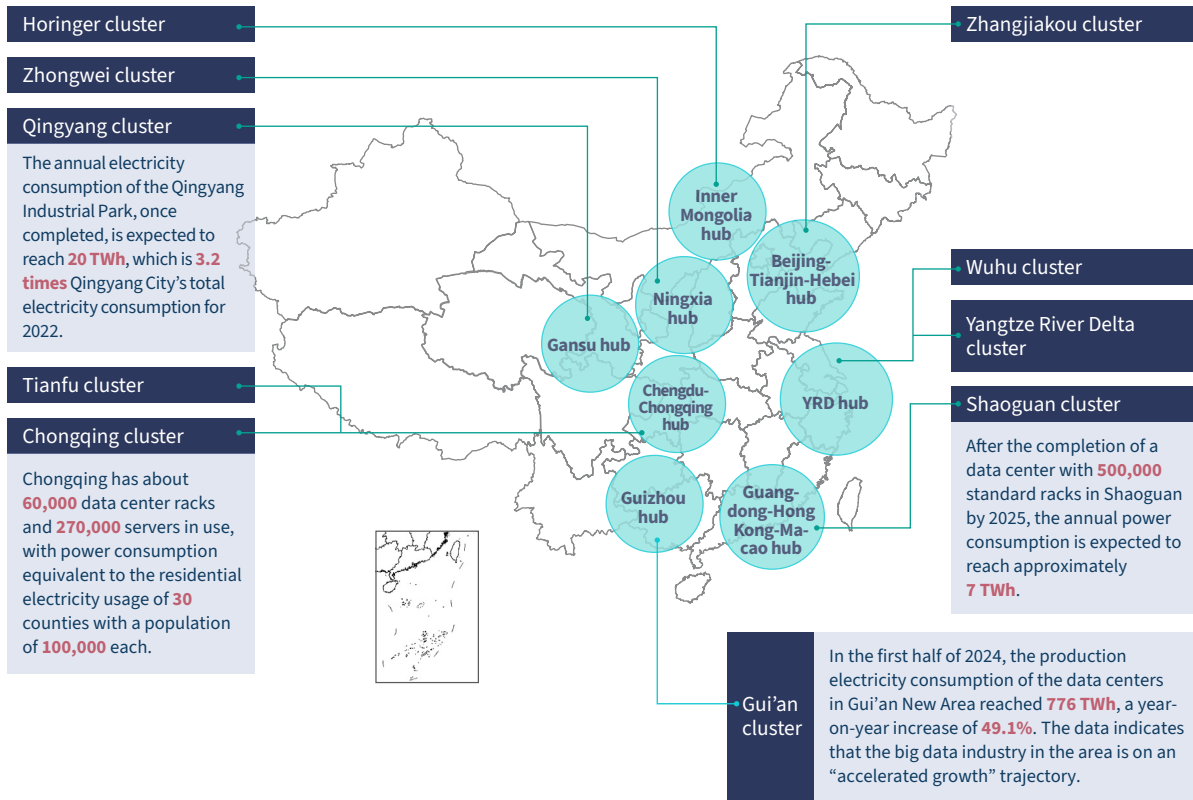 Horinger cluster
Zhongwei cluster
Qingyang cluster
The annual electricity
consumption of the Qingyang
Industrial Park, once
completed, is expected to
reach 20 TWh, which is 3.2
times Qingyang City’s total
electricity consumption for
2022.
Tianfu cluster
Chongqing cluster
Chongqing has about
60,000 data center racks
and 270,000 servers in use,
with power consumption
equivalent to the residential
electricity usage of 30
counties with a population
of 100,000 each.
Inner
Mongolia
hub
Beijing-
Tianjin-Hebei
hub
Ningxia
hub
Gansu hub
Chengdu-
Chongqing
hub
YRD hub
Guizhou
hub
Guang-
dong-Hong
Kong-Ma-
cao hub
Zhangjiakou cluster
Wuhu cluster
Yangtze River Delta
cluster
Shaoguan cluster
After the completion of a
data center with 500,000
standard racks in Shaoguan
by 2025, the annual power
consumption is expected to
reach approximately
7 TWh.
Gui’an
cluster
In the first half of 2024, the production
electricity consumption of the data centers
in Gui’an New Area reached 776 TWh, a year-
on-year increase of 49.1%. The data indicates
that the big data industry in the area is on an
“accelerated growth” trajectory.